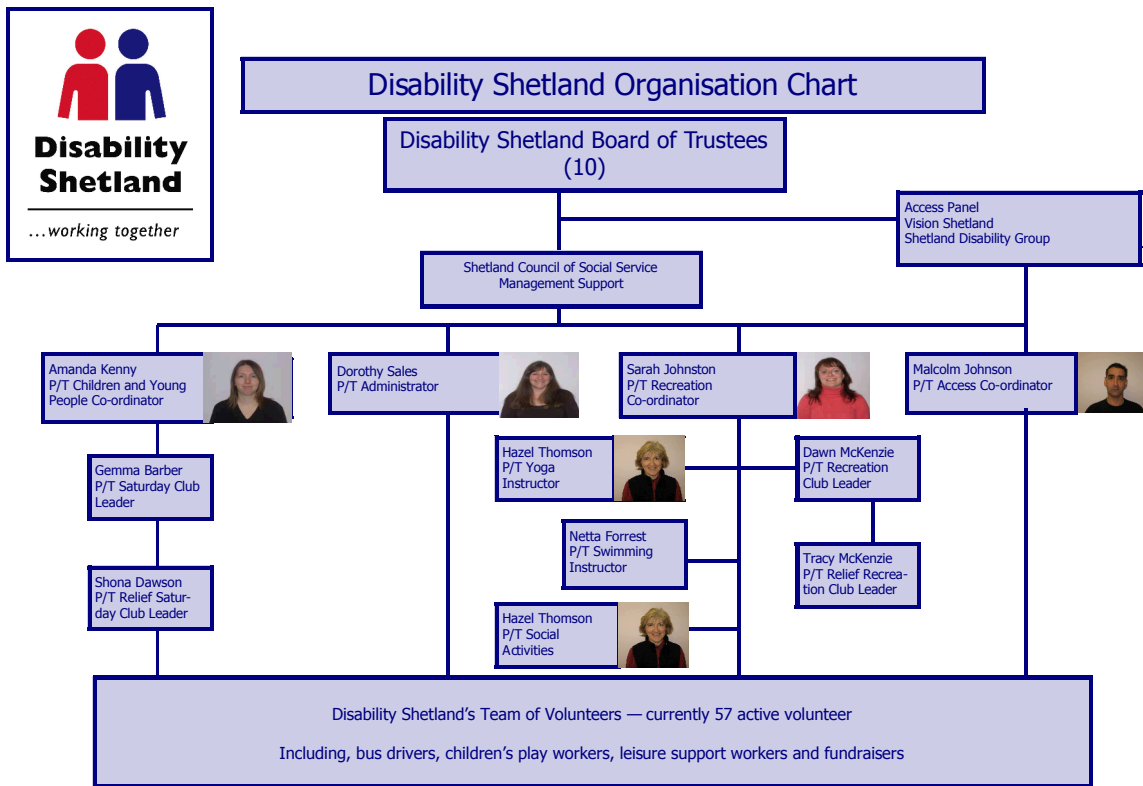 Disability
Shetland
...working together
Disability Shetland Organisation Chart
Disability Shetland Board of Trustees
(10)
Access Panel
Vision Shetland
Shetland Disability Group
Shetland Council of Social Service
Management Support
Amanda Kenny
P/T Children and Young
People Co-ordinator
Dorothy Sales
P/T Administrator
Sarah Johnston
P/T Recreation
Co-ordinator
Malcolm Johnson
P/T Access Co-ordinator
Gemma Barber
P/T Saturday Club
Leader
Hazel Thomson
P/T Yoga
Instructor
Dawn McKenzie
P/T Recreation
Club Leader
Netta Forrest
P/T Swimming
Instructor
Tracy McKenzie
P/T Relief Recrea-
tion Club Leader
Shona Dawson
P/T Relief Satur-
day Club Leader
Hazel Thomson
P/T Social
Activities
Disability Shetland’s Team of Volunteers — currently 57 active volunteer
Including, bus drivers, children’s play workers, leisure support workers and fundraisers